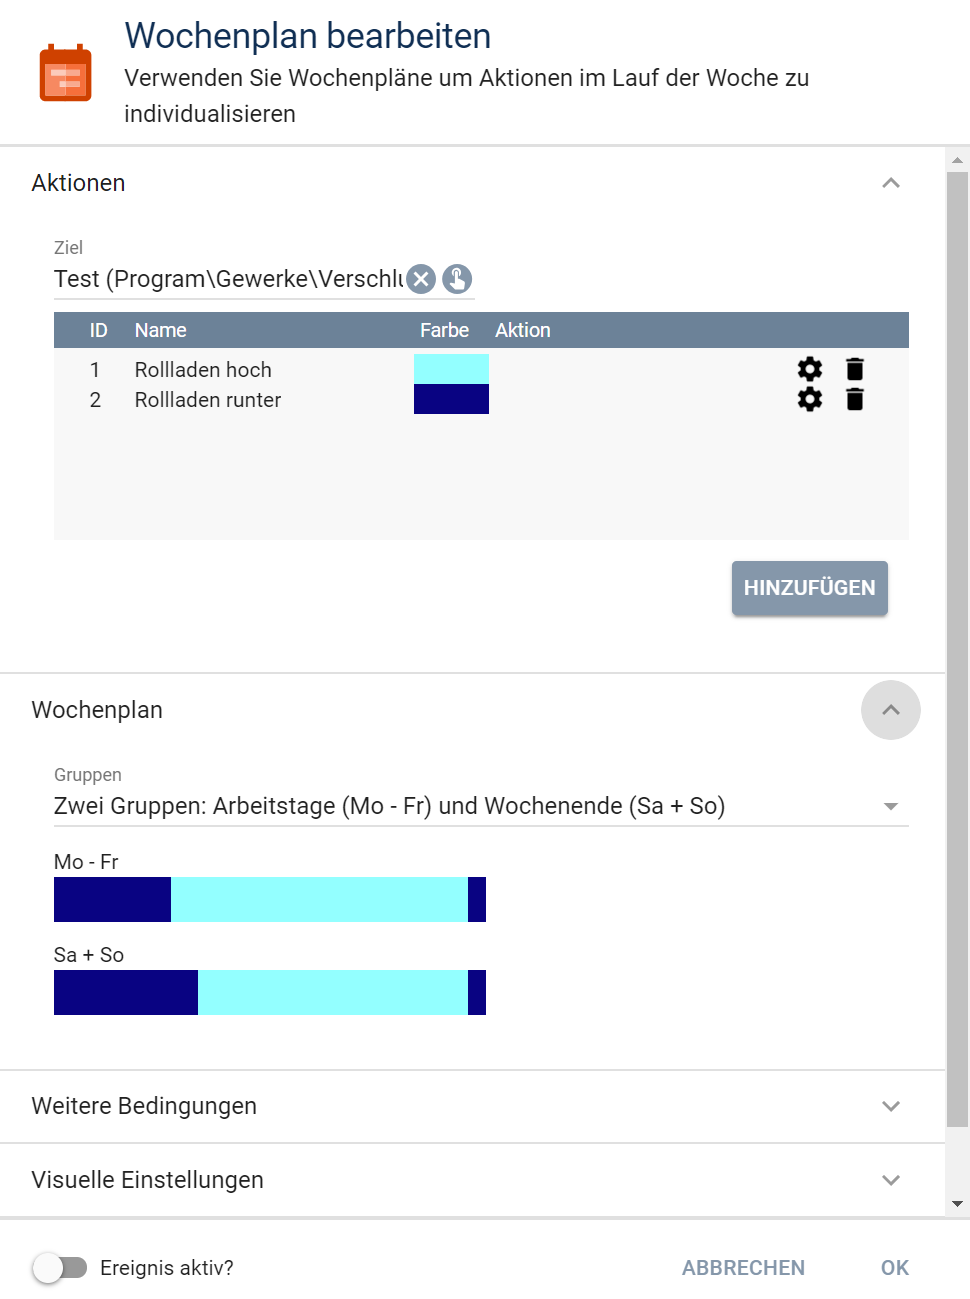 Wochenplan bearbeiten
Verwenden Sie Wochenpläne um Aktionen im Lauf der Woche zu
individualisieren
Aktionen
Ziel
Test (Program\Gewerke\Verschlu
ID Name Farbe Aktion
1 Rollladen hoch
2 Rollladen runter
HINZUFÜGEN
Wochenplan
Gruppen
Zwei Gruppen: Arbeitstage (Mo - Fr) und Wochenende (Sa + So)
Mo - Fr
Sa + So
Weitere Bedingungen
Visuelle Einstellungen
Ereignis aktiv?
ABBRECHEN OK